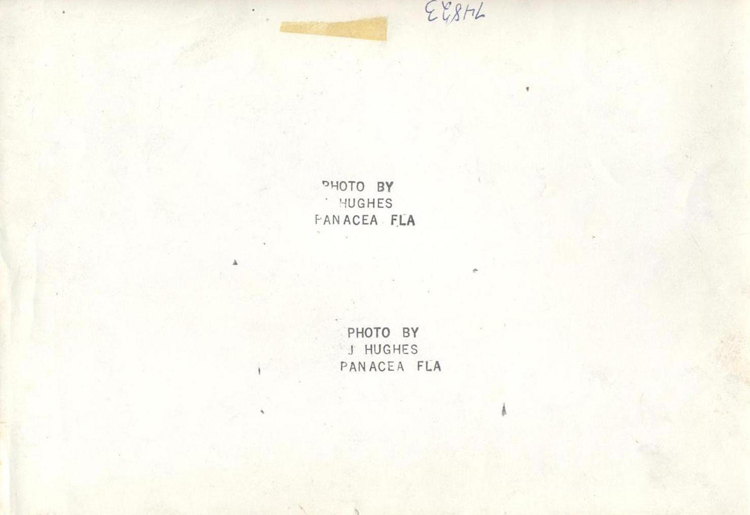 74823
PHOTO BY
HUGHES
PANACEA FLA
PHOTO BY
J HUGHES
PANACEA FLA